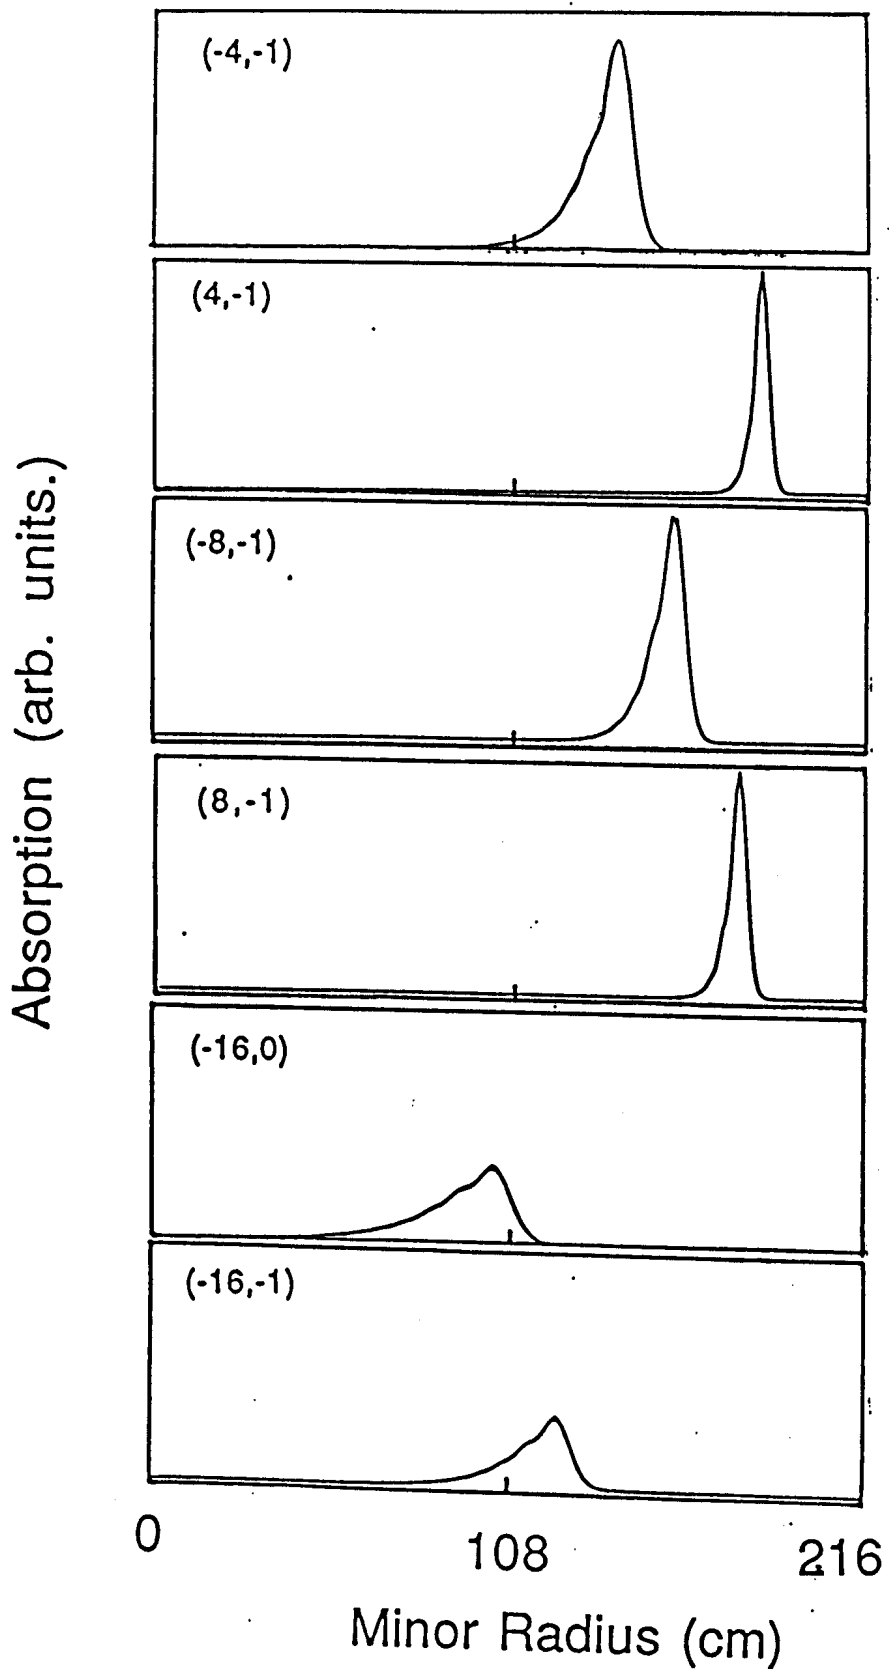 (-4,-1)
(4,-1)
(-8,-1)
(8,-1)
(-16,0)
(-16,-1)
Absorption (arb. units.)
0 108 216
Minor Radius (cm)